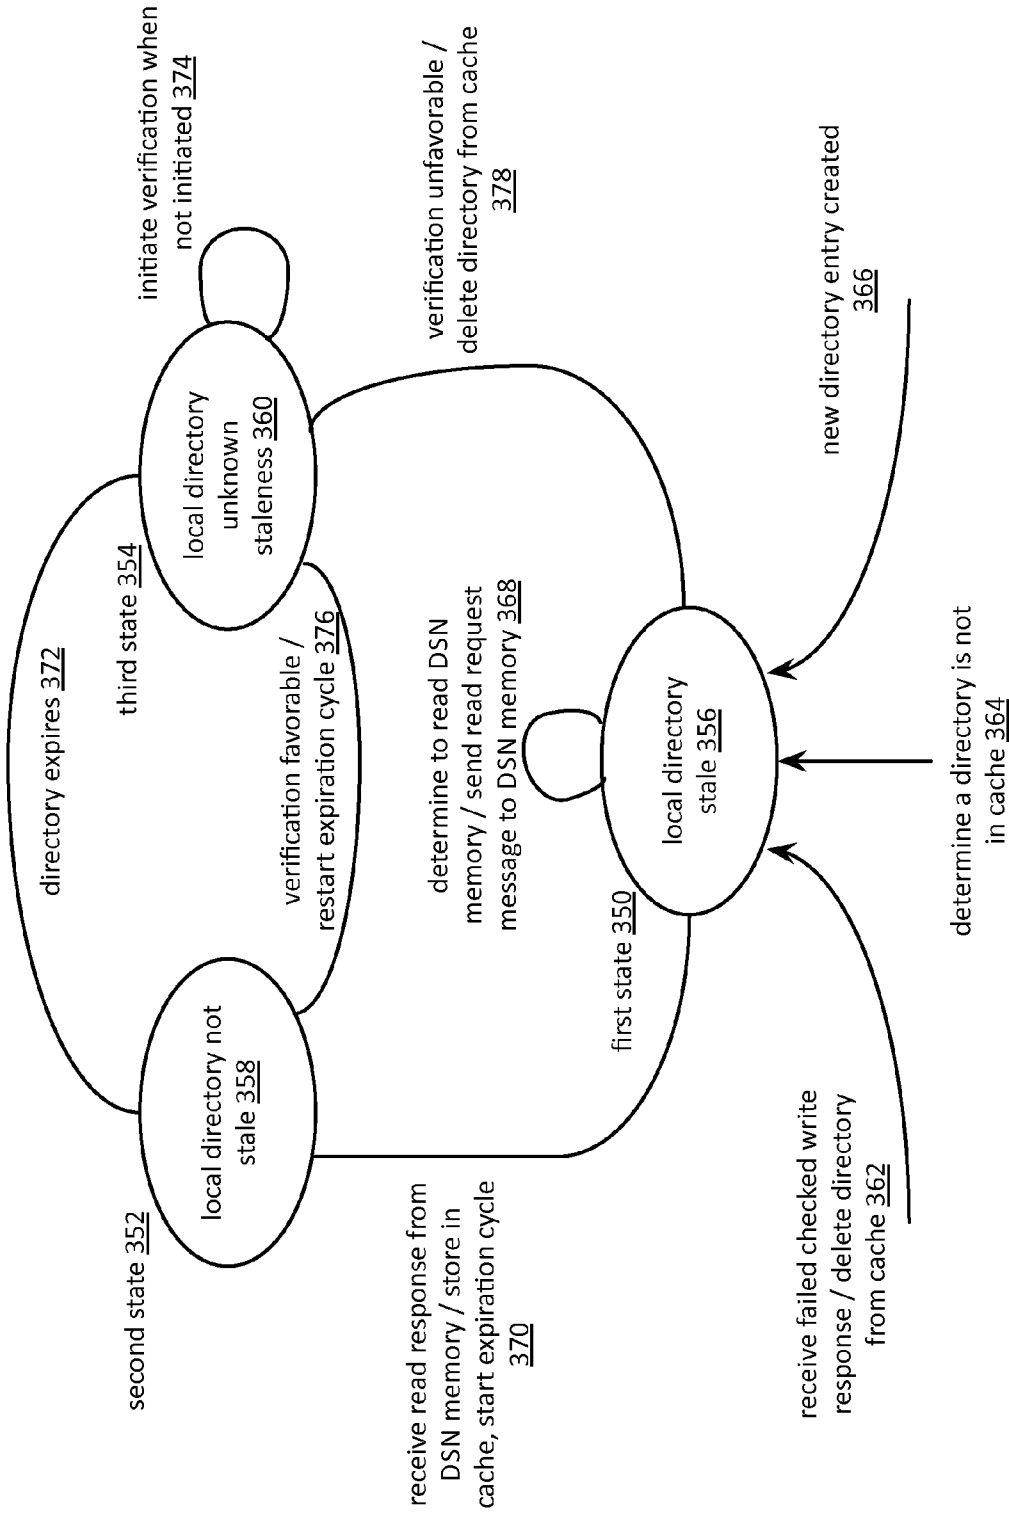 second state 352
local directory not
stale 358
directory expires 372
third state 354
local directory
unknown
staleness 360
initiate verification when
not initiated 374
verification favorable /
restart expiration cycle 376
receive read response from
DSN memory / store in
cache, start expiration cycle
370
determine to read DSN
memory / send read request
message to DSN memory 368
verification unfavorable /
delete directory from cache
378
first state 350
local directory
stale 356
receive failed checked write
response / delete directory
from cache 362
determine a directory is not
in cache 364
new directory entry created
366